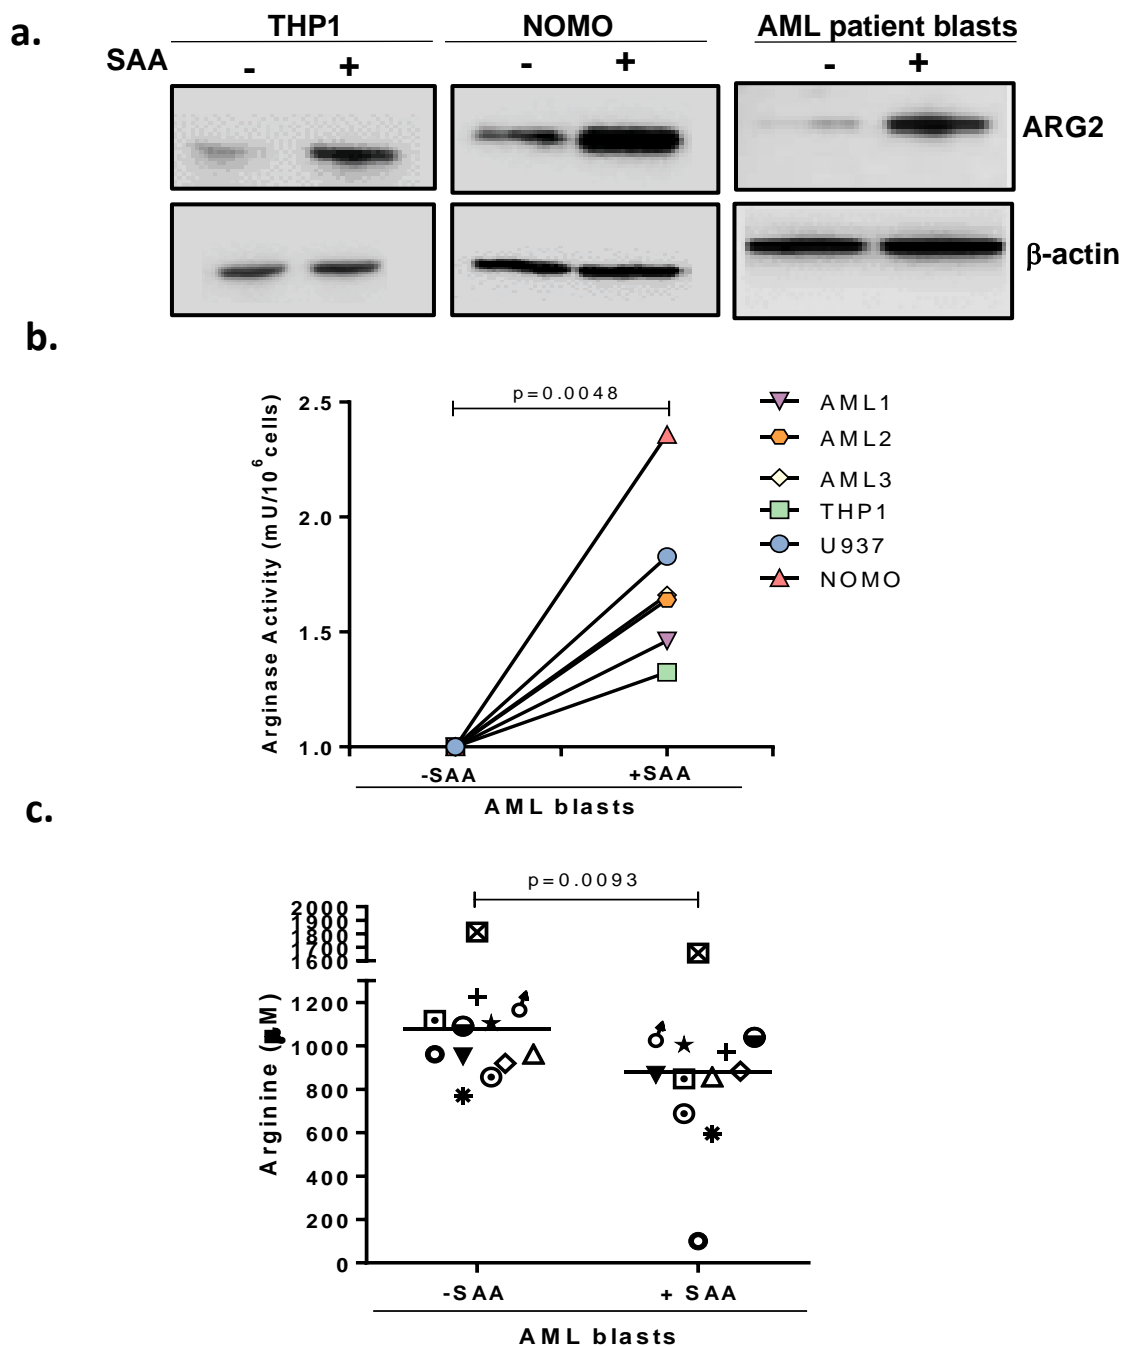 a.
THP1 NOMO AML patient blasts
SAA - + - + - +
ARG2
β-actin
b.
p=0.0048
Arginase Activity (mU/10⁶ cells)
2.5
2.0
1.5
1.0
-SAA +SAA
AML blasts
AML1
AML2
AML3
THP1
U937
NOMO
c.
p=0.0093
Arginine (μM)
2000
1900
1800
1700
1600
1200
1000
800
600
400
200
0
-SAA + SAA
AML blasts